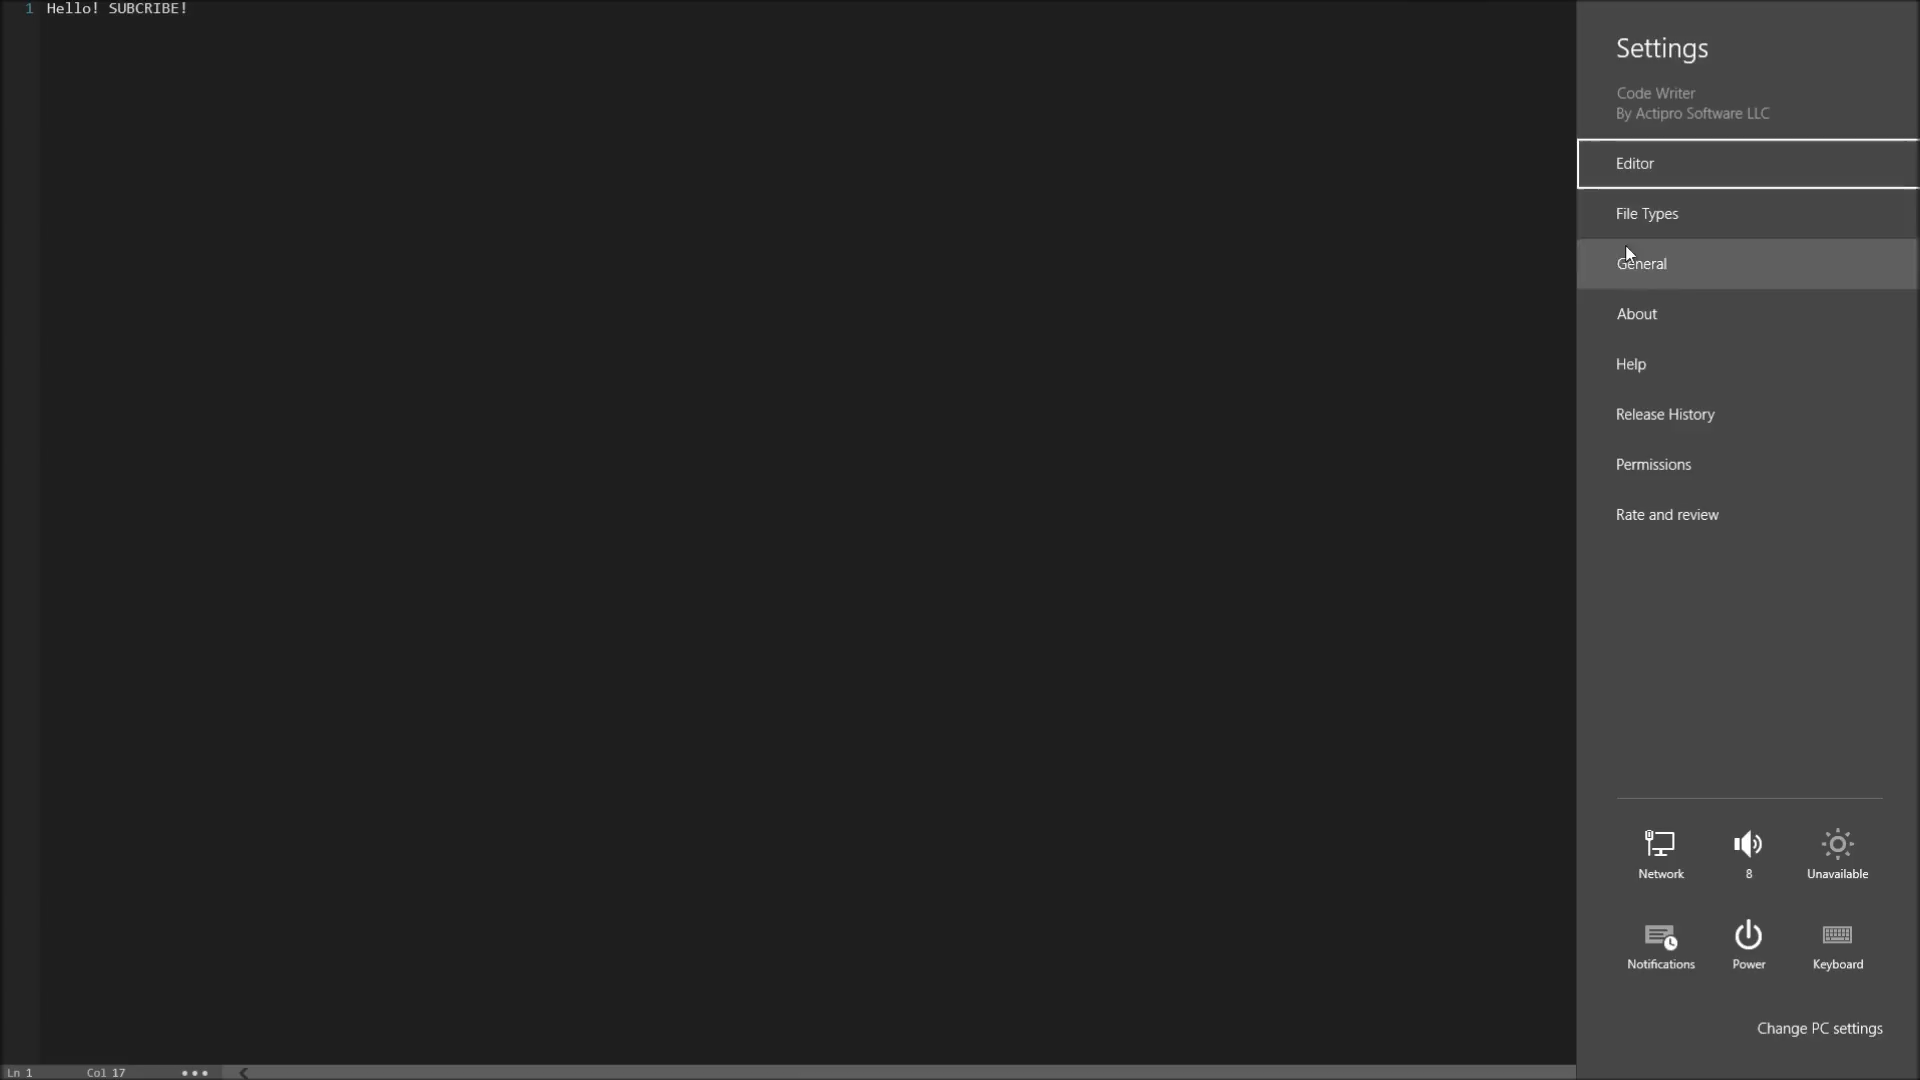 1 Hello! SUBCRIBE!
Settings
Code Writer
By Actipro Software LLC
Editor
File Types
General
About
Help
Release History
Permissions
Rate and review
Network
8
Unavailable
Notifications
Power
Keyboard
Change PC settings
Ln 1 Col 17